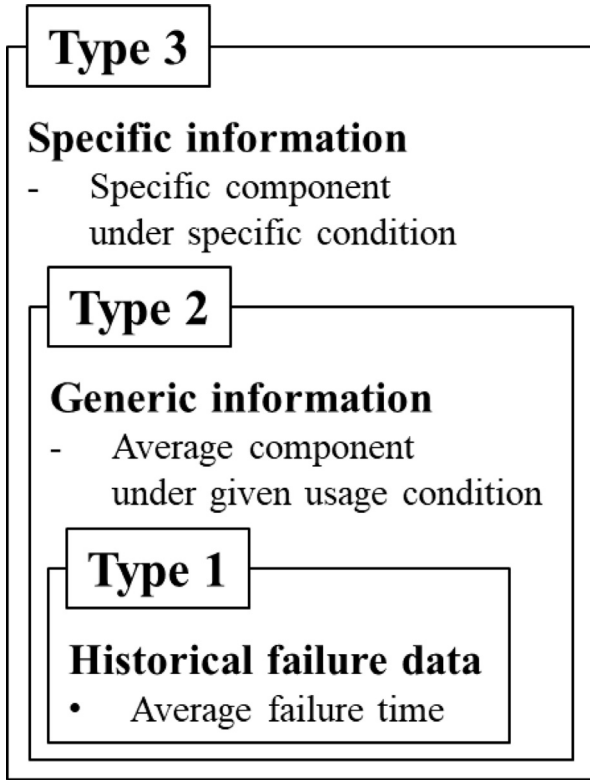 Type 3
Specific information
- Specific component
under specific condition
Type 2
Generic information
- Average component
under given usage condition
Type 1
Historical failure data
• Average failure time